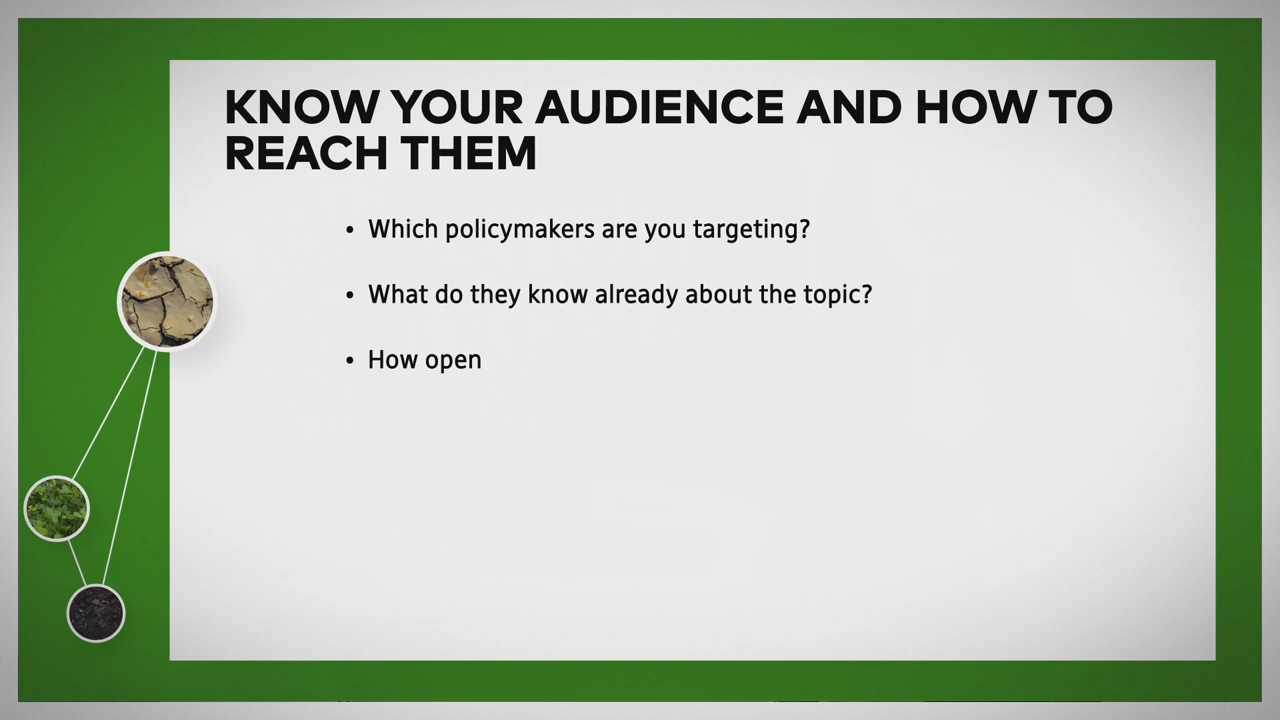 KNOW YOUR AUDIENCE AND HOW TO
REACH THEM
• Which policymakers are you targeting?
• What do they know already about the topic?
• How open